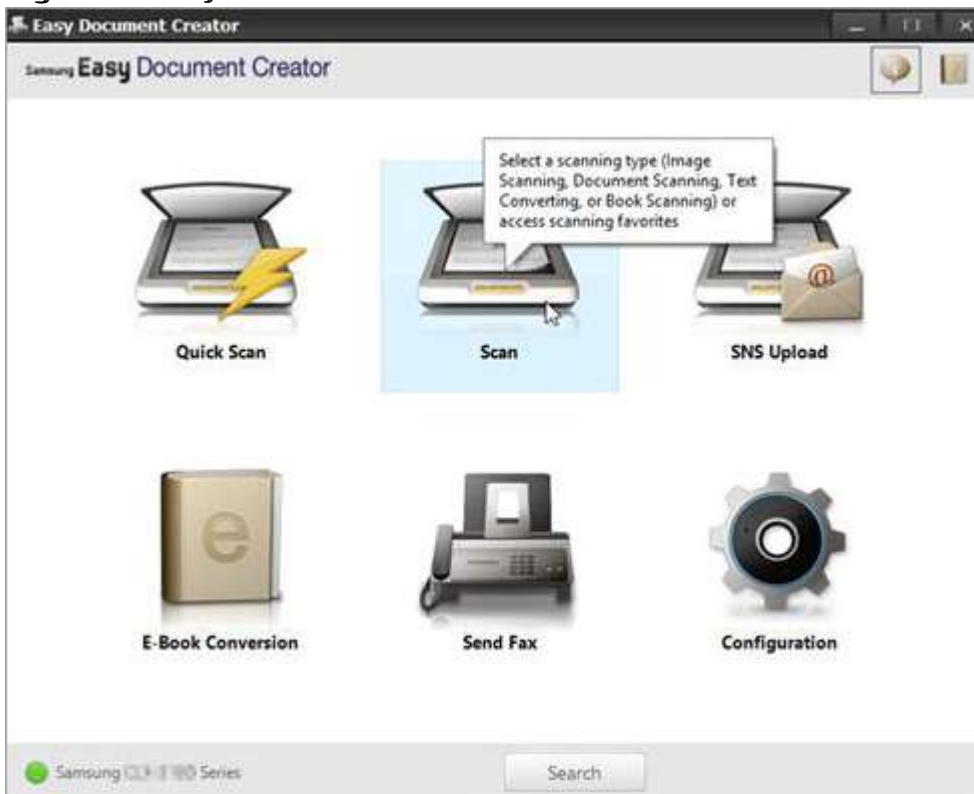 Easy Document Creator
Samsung Easy Document Creator
Select a scanning type (Image
Scanning, Document Scanning, Text
Converting, or Book Scanning) or
access scanning favorites
@
Quick Scan
Scan
SNS Upload
e
E-Book Conversion
Send Fax
Configuration
Samsung Series
Search